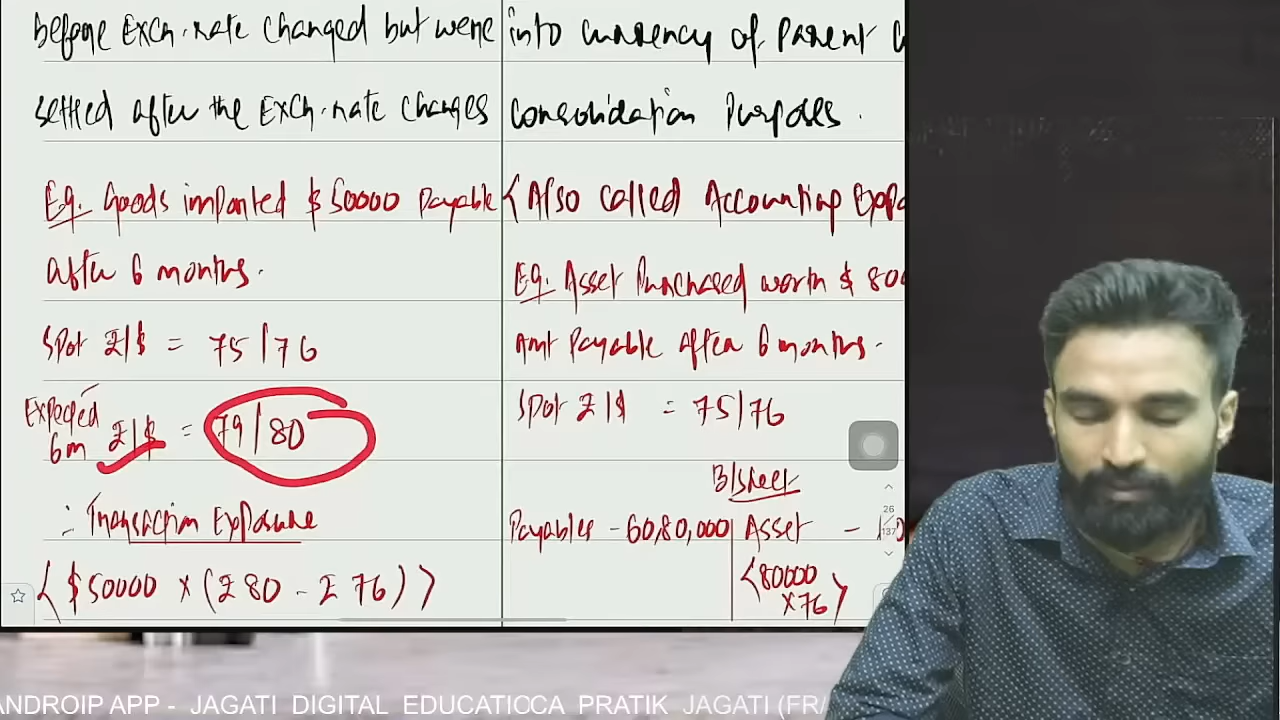 before Exch. rate changed but were
settled after the Exch. rate changes
Eg. Goods imported $ 50000 Payable
after 6 months.
Spot ₹/$ = 75/76
Expected
6m ₹/$ = 79/80
∴ Transaction Exposure
< $50000 x (₹ 80 - ₹ 76) >
into currency of Parent
Consolidation Purposes.
< Also called Accounting
Eg. Asset Purchased worth $
Amt Payable After 6 months.
Spot ₹/$ = 75/76
B/sheet
Payables - 60,80,000 Asset -
<80000
x76>
26
137
ANDROIP APP - JAGATI DIGITAL EDUCATICCA PRATIK JAGATI (FR/